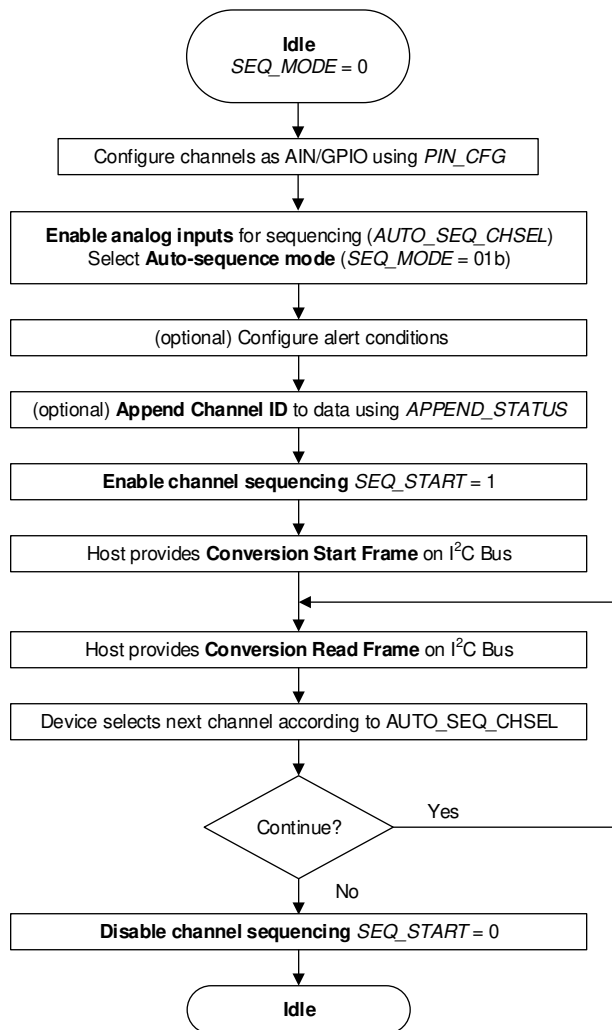 Idle
SEQ_MODE = 0
Configure channels as AIN/GPIO using PIN_CFG
Enable analog inputs for sequencing (AUTO_SEQ_CHSEL)
Select Auto-sequence mode (SEQ_MODE = 01b)
(optional) Configure alert conditions
(optional) Append Channel ID to data using APPEND_STATUS
Enable channel sequencing SEQ_START = 1
Host provides Conversion Start Frame on I²C Bus
Host provides Conversion Read Frame on I²C Bus
Device selects next channel according to AUTO_SEQ_CHSEL
Continue?
Yes
No
Disable channel sequencing SEQ_START = 0
Idle